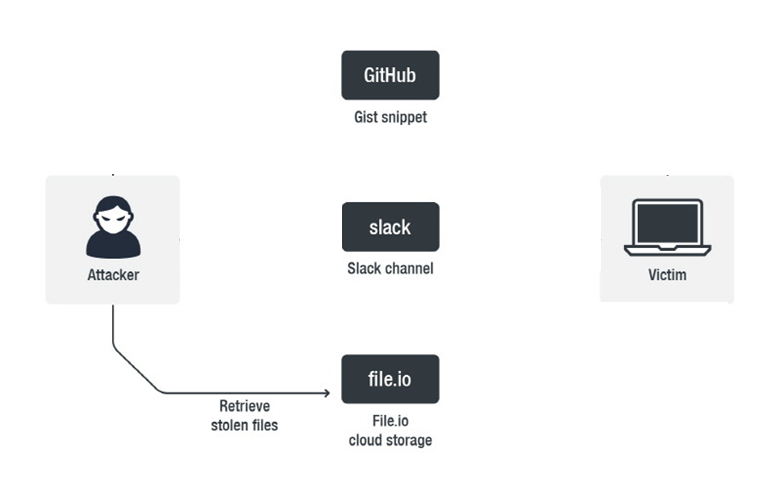 GitHub
Gist snippet
Attacker
slack
Slack channel
Victim
Retrieve
stolen files
file.io
File.io
cloud storage